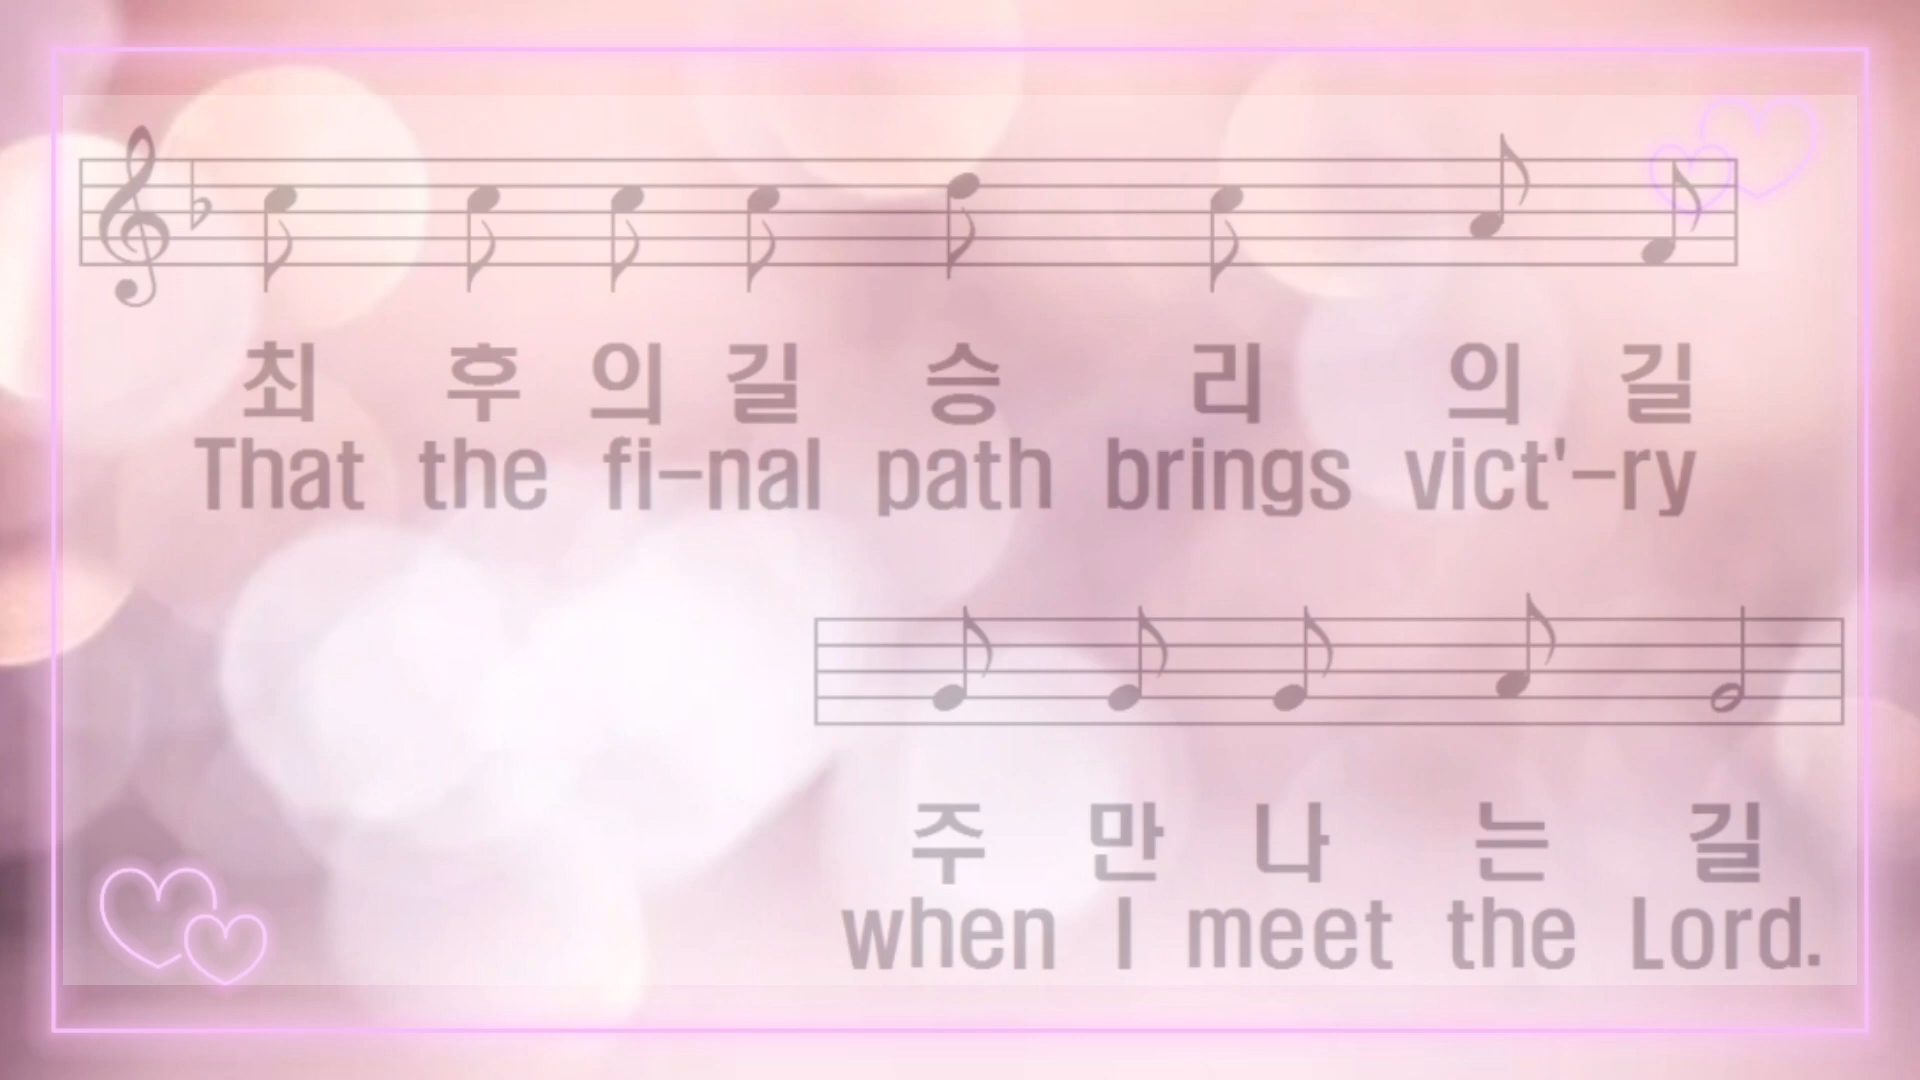 최 후 의 길 승 리 의 길
That the fi-nal path brings vict'-ry
주 만 나 는 길
when I meet the Lord.